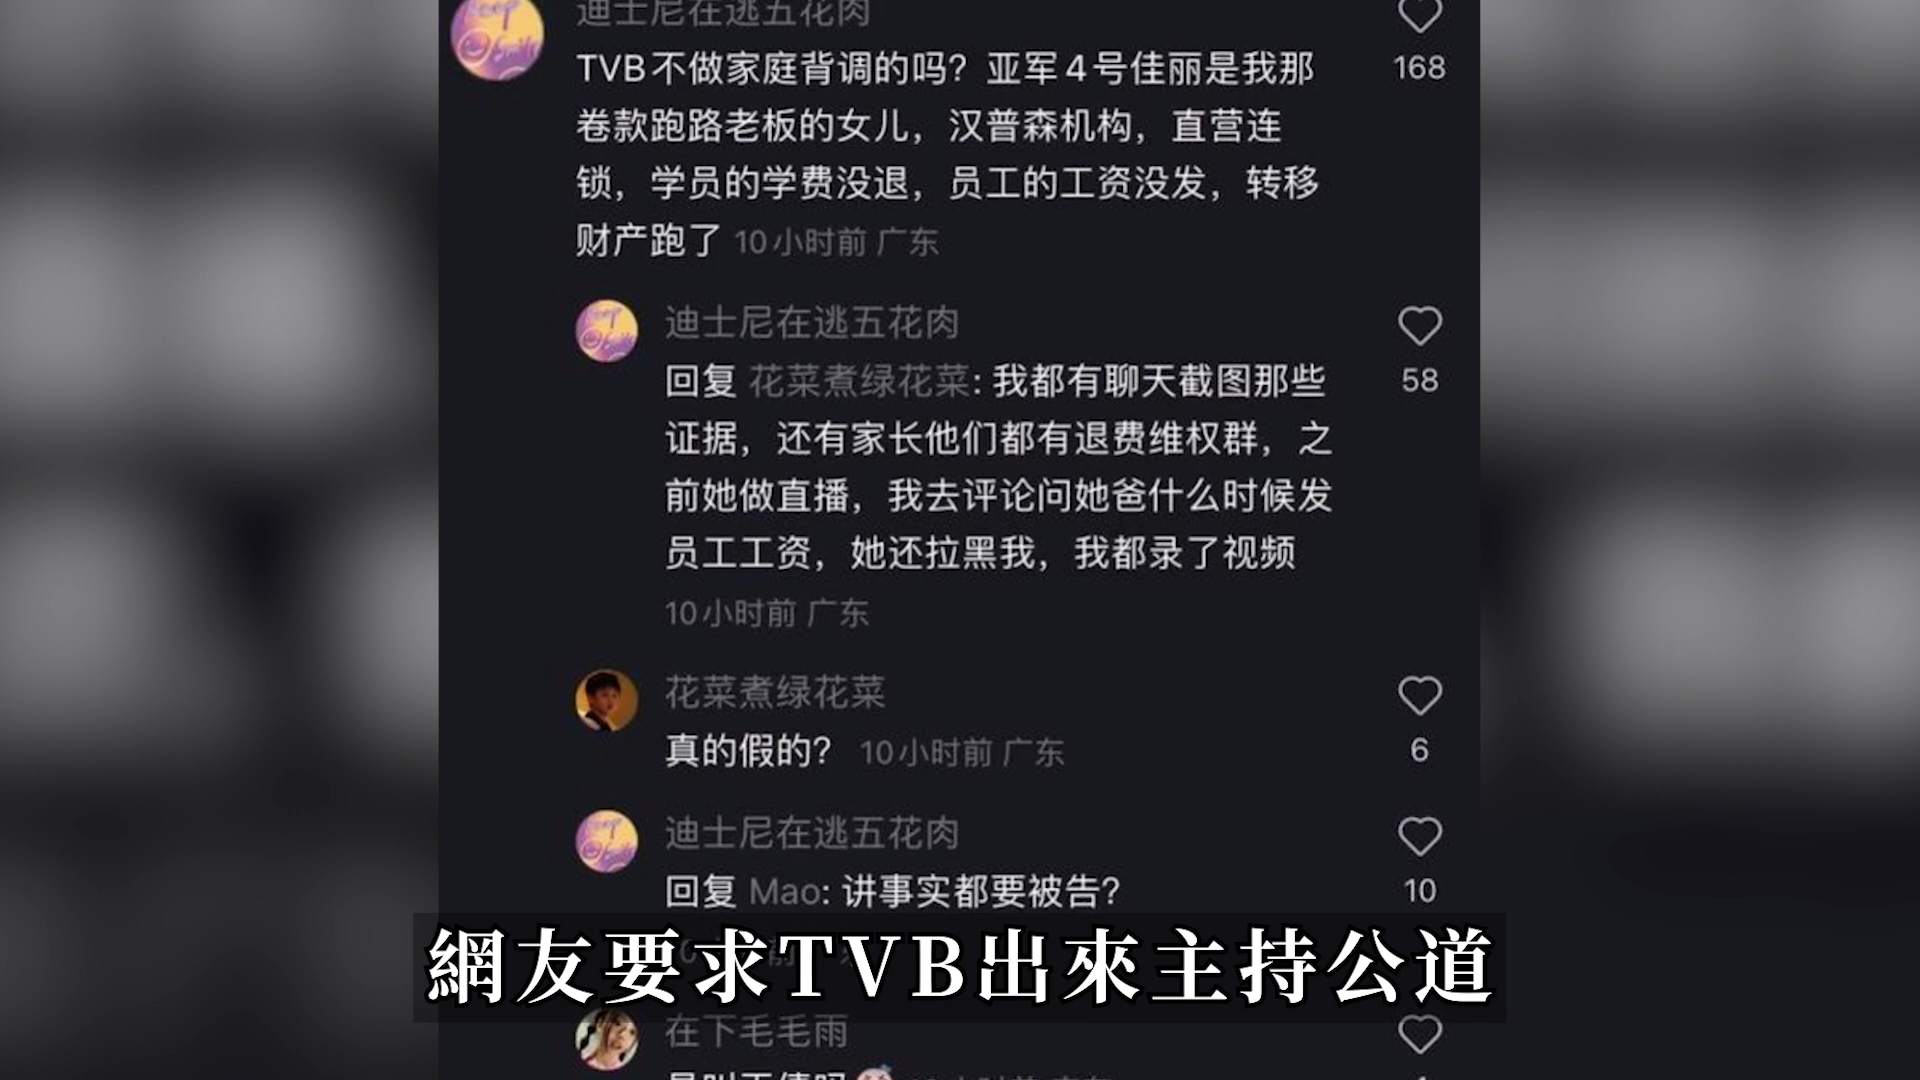 迪士尼在逃五花肉
TVB不做家庭背调的吗？亚军4号佳丽是我那
168
卷款跑路老板的女儿，汉普森机构，直营连
锁，学员的学费没退，员工的工资没发，转移
财产跑了 10小时前 广东
迪士尼在逃五花肉
回复 花菜煮绿花菜: 我都有聊天截图那些
58
证据，还有家长他们都有退费维权群，之
前她做直播，我去评论问她爸什么时候发
员工工资，她还拉黑我，我都录了视频
10小时前 广东
花菜煮绿花菜
真的假的？ 10小时前 广东
6
迪士尼在逃五花肉
回复 Mao: 讲事实都要被告?
10
網友要求TVB出來主持公道
在下毛毛雨